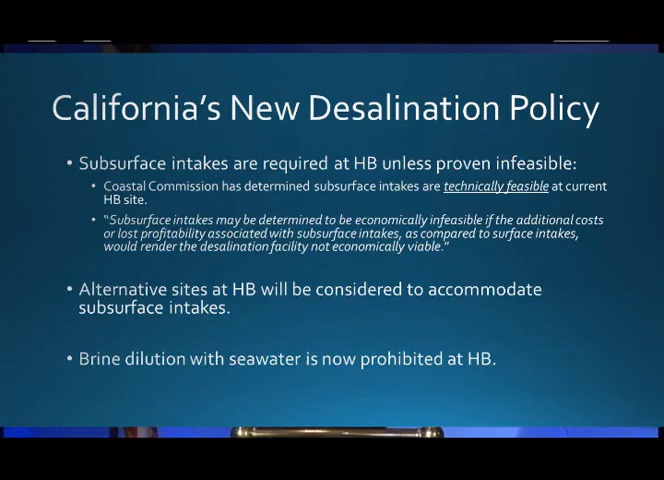 California's New Desalination Policy
• Subsurface intakes are required at HB unless proven infeasible:
• Coastal Commission has determined subsurface intakes are technically feasible at current
HB site.
• "Subsurface intakes may be determined to be economically infeasible if the additional costs
or lost profitability associated with subsurface intakes, as compared to surface intakes,
would render the desalination facility not economically viable."
• Alternative sites at HB will be considered to accommodate
subsurface intakes.
• Brine dilution with seawater is now prohibited at HB.